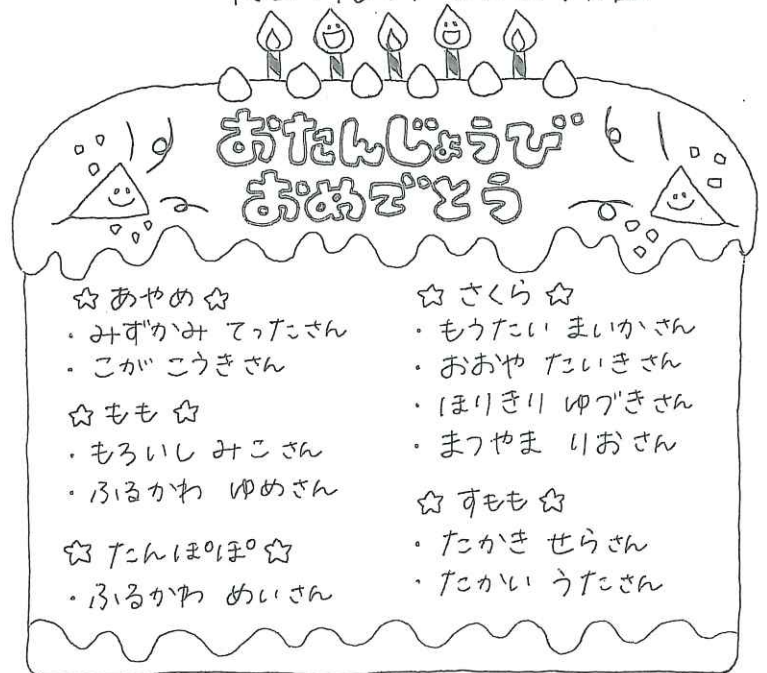 おたんじょうび
おめでとう
☆ あやめ ☆
・みずかみ てったさん
・こが こうきさん
☆ もも ☆
・もろいし みこさん
・ふるかわ ゆめさん
☆ たんぽぽ ☆
・ふるかわ めいさん
☆ さくら ☆
・もうたい まいかさん
・おおや たいきさん
・ほりきり ゆづきさん
・まつやま りおさん
☆ すもも ☆
・たかき せらさん
・たかい うたさん